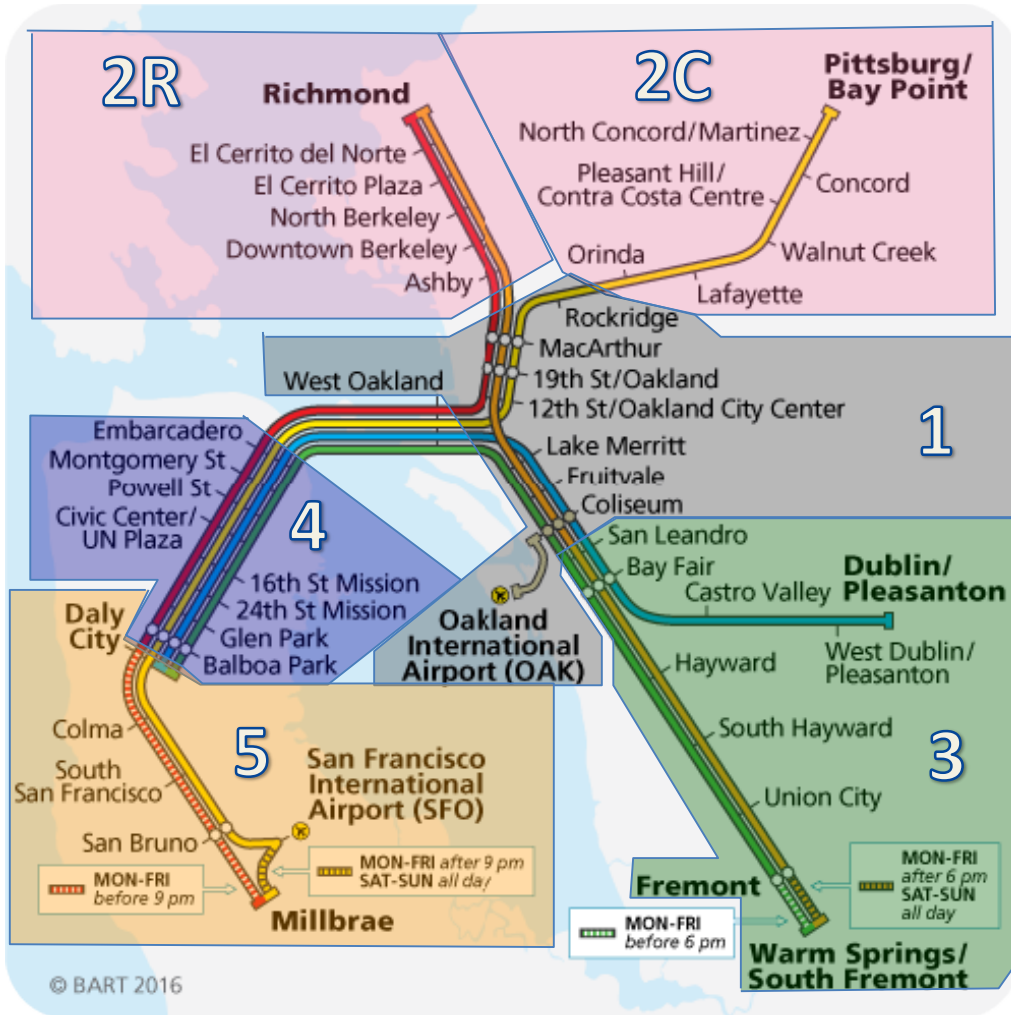 2R
2C
Richmond
Pittsburg/
Bay Point
El Cerrito del Norte
El Cerrito Plaza
North Berkeley
Downtown Berkeley
Ashby
North Concord/Martinez
Pleasant Hill/
Contra Costa Centre
Concord
Walnut Creek
Orinda
Lafayette
Rockridge
MacArthur
19th St/Oakland
12th St/Oakland City Center
West Oakland
1
Lake Merritt
Fruitvale
Coliseum
Embarcadero
Montgomery St
Powell St
Civic Center/
UN Plaza
4
16th St Mission
24th St Mission
Glen Park
Balboa Park
Daly
City
Oakland
International
Airport (OAK)
San Leandro
Bay Fair
Castro Valley
Dublin/
Pleasanton
West Dublin/
Pleasanton
Hayward
South Hayward
3
Union City
Colma
5
South
San Francisco
San Francisco
International
Airport (SFO)
San Bruno
MON-FRI
before 9 pm
MON-FRI after 9 pm
SAT-SUN all day
Millbrae
Fremont
MON-FRI
after 6 pm
SAT-SUN
all day
MON-FRI
before 6 pm
Warm Springs/
South Fremont
© BART 2016